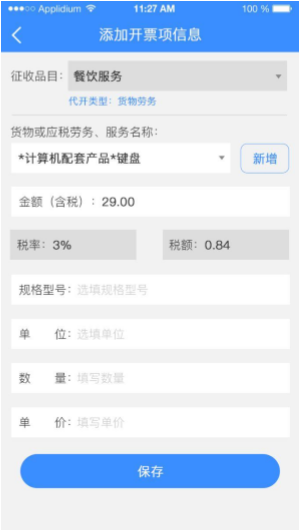 Applidium 11:27 AM 100 %
添加开票项信息
征收品目: 餐饮服务
代开类型: 货物劳务
货物或应税劳务、服务名称:
*计算机配套产品*键盘 新增
金额（含税）: 29.00
税率: 3% 税额: 0.84
规格型号: 选填规格型号
单 位: 选填单位
数 量: 填写数量
单 价: 填写单价
保存